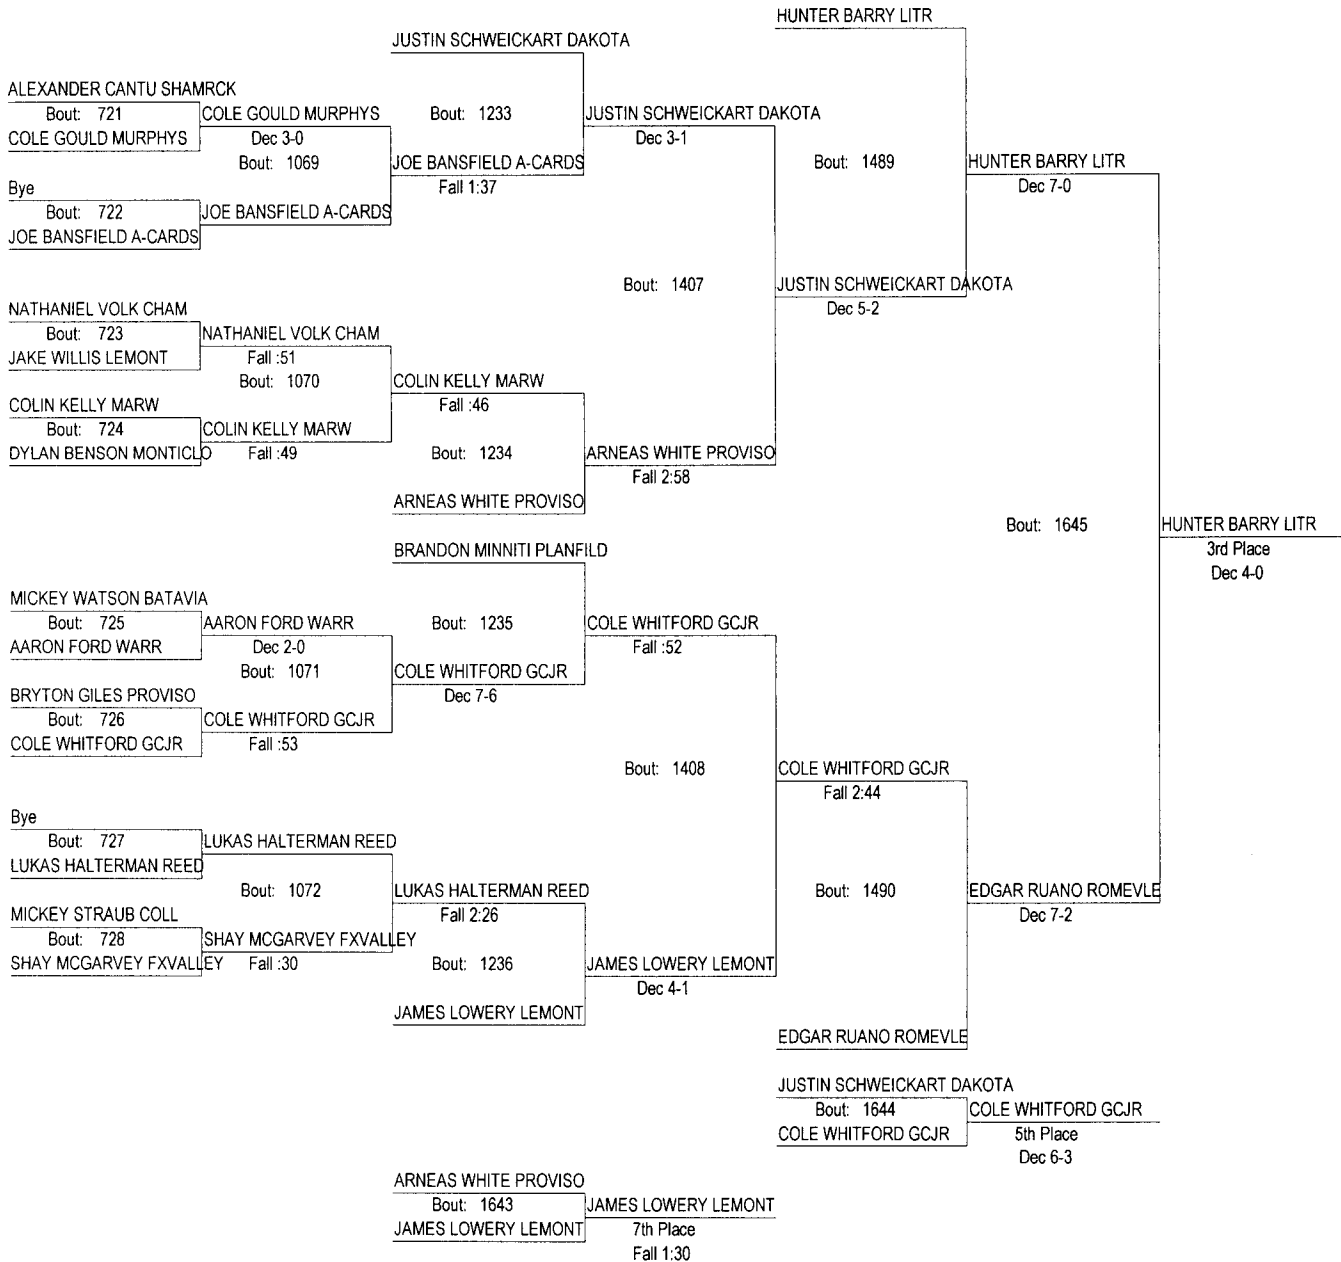 HUNTER BARRY LITR
JUSTIN SCHWEICKART DAKOTA
ALEXANDER CANTU SHAMRCK
Bout: 721
COLE GOULD MURPHYS
COLE GOULD MURPHYS
Dec 3-0
Bout: 1069
Bout: 1233
JUSTIN SCHWEICKART DAKOTA
Dec 3-1
JOE BANSFIELD A-CARDS
Fall 1:37
Bout: 1489
HUNTER BARRY LITR
Dec 7-0
Bye
Bout: 722
JOE BANSFIELD A-CARDS
JOE BANSFIELD A-CARDS
Bout: 1407
JUSTIN SCHWEICKART DAKOTA
Dec 5-2
NATHANIEL VOLK CHAM
Bout: 723
JAKE WILLIS LEMONT
NATHANIEL VOLK CHAM
Fall :51
Bout: 1070
COLIN KELLY MARW
Fall :46
COLIN KELLY MARW
Bout: 724
DYLAN BENSON MONTICLO
COLIN KELLY MARW
Fall :49
Bout: 1234
ARNEAS WHITE PROVISO
Fall 2:58
ARNEAS WHITE PROVISO
Bout: 1645
HUNTER BARRY LITR
3rd Place
Dec 4-0
BRANDON MINNITI PLANFILD
MICKEY WATSON BATAVIA
Bout: 725
AARON FORD WARR
AARON FORD WARR
Dec 2-0
Bout: 1071
Bout: 1235
COLE WHITFORD GCJR
Fall :52
COLE WHITFORD GCJR
Dec 7-6
BRYTON GILES PROVISO
Bout: 726
COLE WHITFORD GCJR
COLE WHITFORD GCJR
Fall :53
Bout: 1408
COLE WHITFORD GCJR
Fall 2:44
Bye
Bout: 727
LUKAS HALTERMAN REED
LUKAS HALTERMAN REED
Bout: 1072
LUKAS HALTERMAN REED
Fall 2:26
Bout: 1490
EDGAR RUANO ROMEVLE
Dec 7-2
MICKEY STRAUB COLL
Bout: 728
SHAY MCGARVEY FXVALLEY
SHAY MCGARVEY FXVALLEY
Fall :30
Bout: 1236
JAMES LOWERY LEMONT
Dec 4-1
JAMES LOWERY LEMONT
EDGAR RUANO ROMEVLE
JUSTIN SCHWEICKART DAKOTA
Bout: 1644
COLE WHITFORD GCJR
COLE WHITFORD GCJR
5th Place
Dec 6-3
ARNEAS WHITE PROVISO
Bout: 1643
JAMES LOWERY LEMONT
JAMES LOWERY LEMONT
7th Place
Fall 1:30